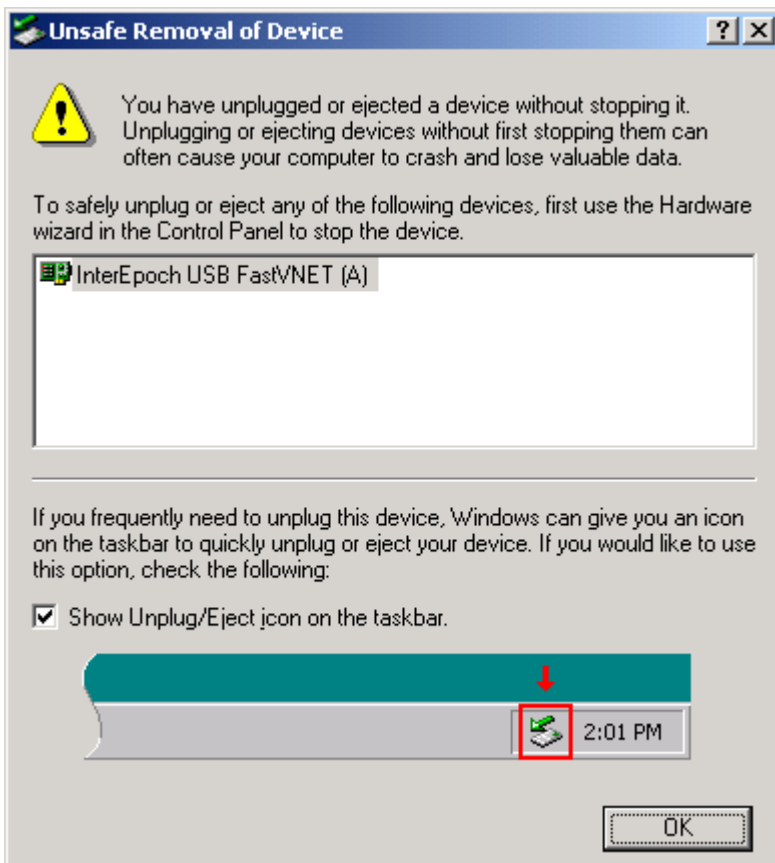 Unsafe Removal of Device
You have unplugged or ejected a device without stopping it.
Unplugging or ejecting devices without first stopping them can
often cause your computer to crash and lose valuable data.
To safely unplug or eject any of the following devices, first use the Hardware
wizard in the Control Panel to stop the device.
InterEpoch USB FastVNET (A)
If you frequently need to unplug this device, Windows can give you an icon
on the taskbar to quickly unplug or eject your device. If you would like to use
this option, check the following:
Show Unplug/Eject icon on the taskbar.
2:01 PM
OK